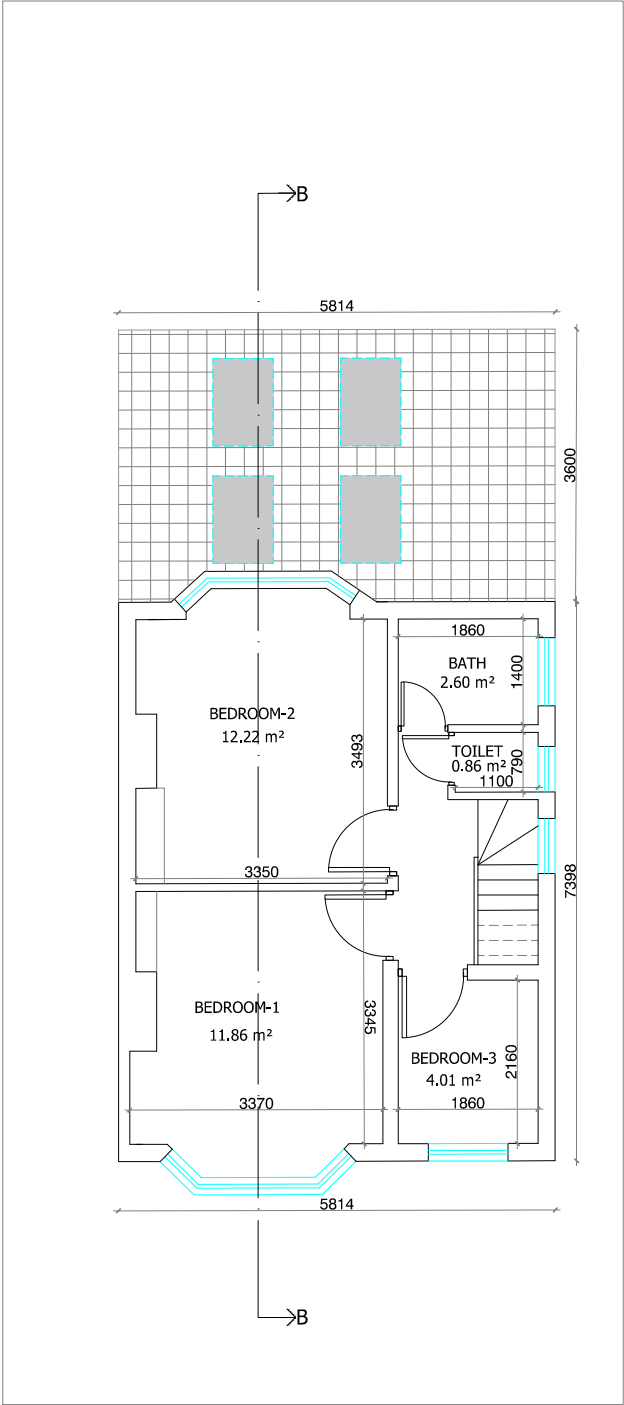 B
5814
3600
1860
BATH
2.60 m²
1400
BEDROOM-2
12.22 m²
3493
TOILET
0.86 m²
790
1100
3350
7398
BEDROOM-1
11.86 m²
3345
BEDROOM-3
4.01 m²
2160
3370
1860
5814
B